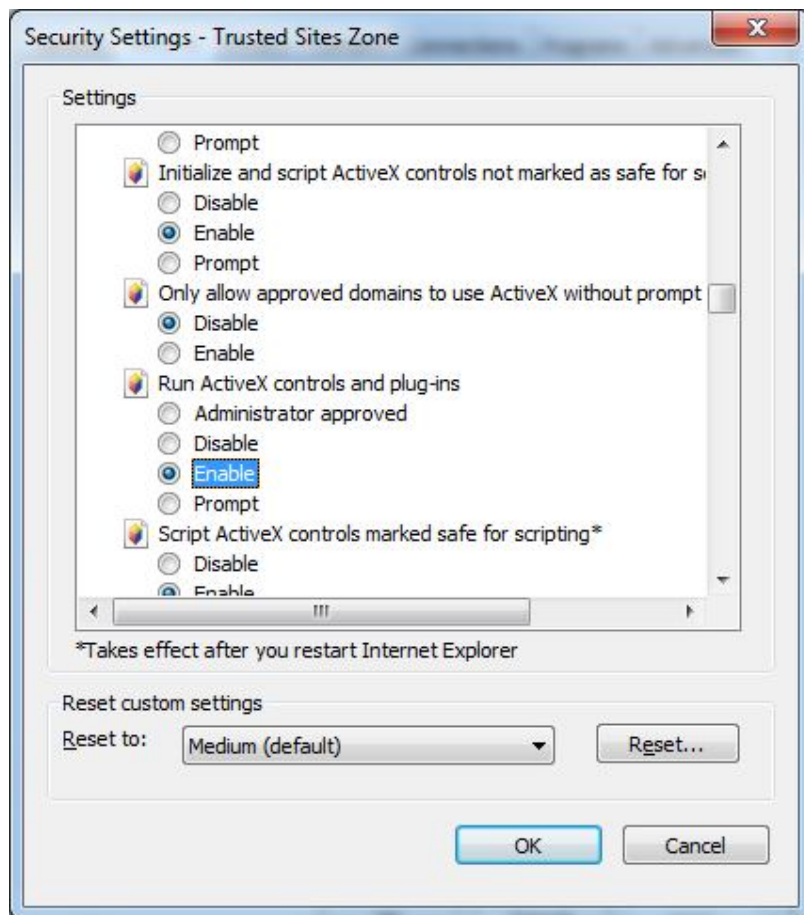 Security Settings - Trusted Sites Zone
Settings
Prompt
Initialize and script ActiveX controls not marked as safe for s
Disable
Enable
Prompt
Only allow approved domains to use ActiveX without prompt
Disable
Enable
Run ActiveX controls and plug-ins
Administrator approved
Disable
Enable
Prompt
Script ActiveX controls marked safe for scripting*
Disable
Enable
*Takes effect after you restart Internet Explorer
Reset custom settings
Reset to:
Medium (default)
Reset...
OK
Cancel